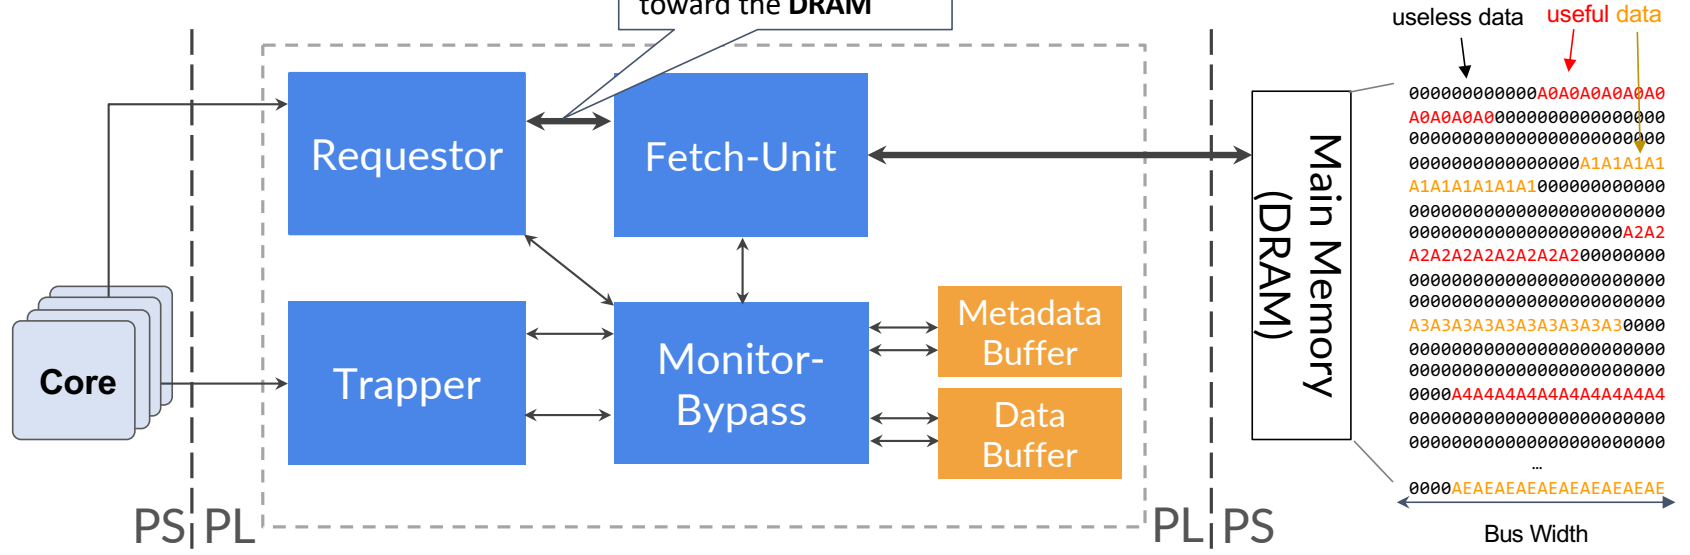 toward the DRAM
useless data
useful data
Requestor
Fetch-Unit
Trapper
Monitor-
Bypass
Metadata
Buffer
Data
Buffer
Core
Main Memory
(DRAM)
000000000000A0A0A0A0A0A0
A0A0A0A00000000000000000
000000000000000000000000
0000000000000000A1A1A1A1
A1A1A1A1A1A1000000000000
000000000000000000000000
00000000000000000000A2A2
A2A2A2A2A2A2A2A200000000
000000000000000000000000
000000000000000000000000
A3A3A3A3A3A3A3A3A3A30000
000000000000000000000000
000000000000000000000000
0000A4A4A4A4A4A4A4A4A4A4
000000000000000000000000
000000000000000000000000
…
0000AEAEAEAEAEAEAEAEAEAE
Bus Width
PS PL
PL PS